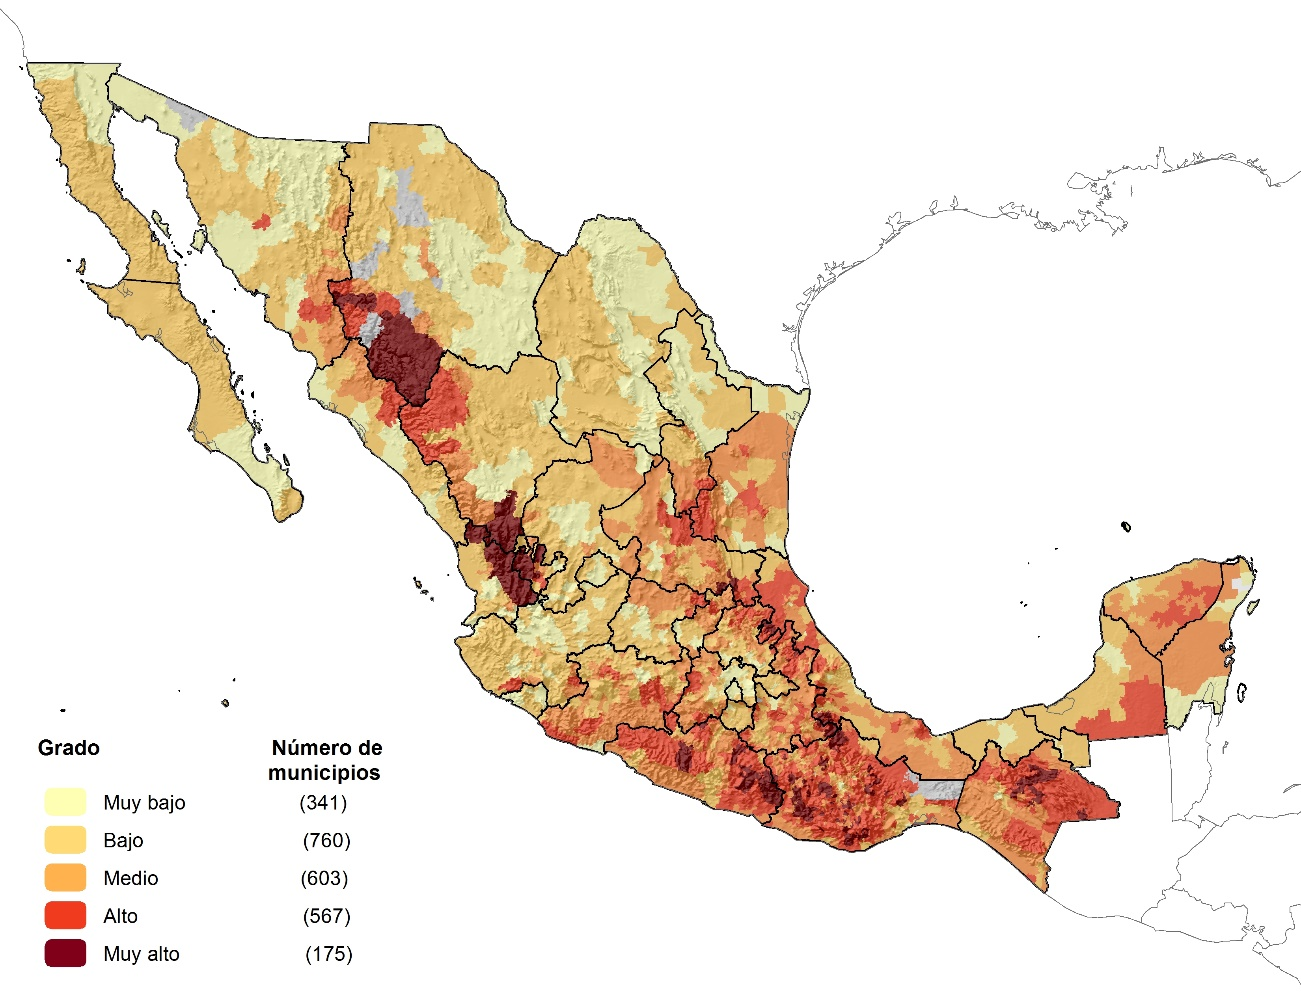 Grado Número de
municipios
Muy bajo (341)
Bajo (760)
Medio (603)
Alto (567)
Muy alto (175)